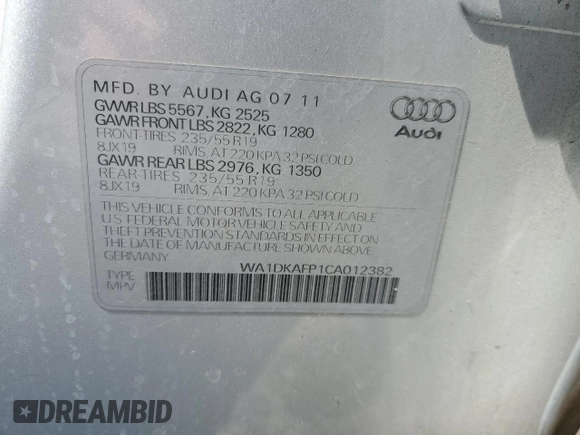 MFD. BY AUDI AG 07 11
GVWR LBS 5567, KG 2525
GAWR FRONT LBS 2822, KG 1280
FRONT-TIRES 235/55 R19
8JX19 RIMS, AT 220 KPA 32 PSI COLD
GAWR REAR LBS 2976, KG 1350
REAR-TIRES 235/55 R19
8JX19 RIMS, AT 220 KPA 32 PSI COLD
Audi
THIS VEHICLE CONFORMS TO ALL APPLICABLE
U.S FEDERAL MOTOR VEHICLE SAFETY AND
THEFT PREVENTION STANDARDS IN EFFECT ON
THE DATE OF MANUFACTURE SHOWN ABOVE
GERMANY
WA1DKAFP1CA012382
TYPE
MPV
DREAMBID